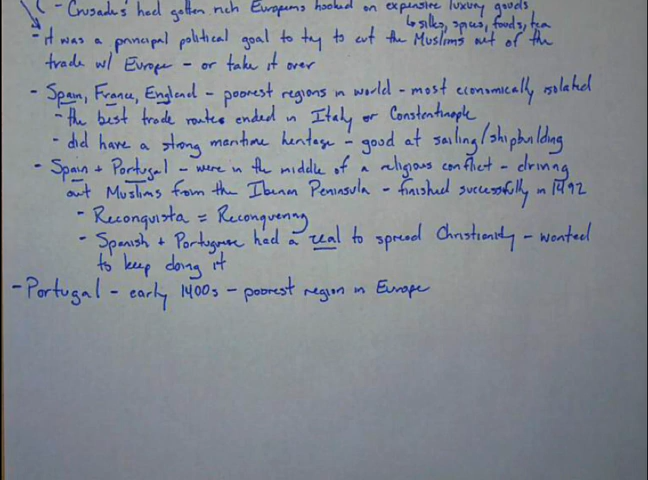 - Crusades had gotten rich Europeans hooked on expensive luxury goods
↳ silks, spices, foods, tea
- it was a principal political goal to try to cut the Muslims out of the
trade w/ Europe - or take it over
- Spain, France, England - poorest regions in world - most economically isolated
- the best trade routes ended in Italy or Constantinople
- did have a strong maritime heritage - good at sailing/shipbuilding
- Spain + Portugal - were in the middle of a religious conflict - driving
out Muslims from the Iberian Peninsula - finished successfully in 1492
- Reconquista = Reconquering
- Spanish + Portuguese had a zeal to spread Christianity - wanted
to keep doing it
- Portugal - early 1400s - poorest region in Europe